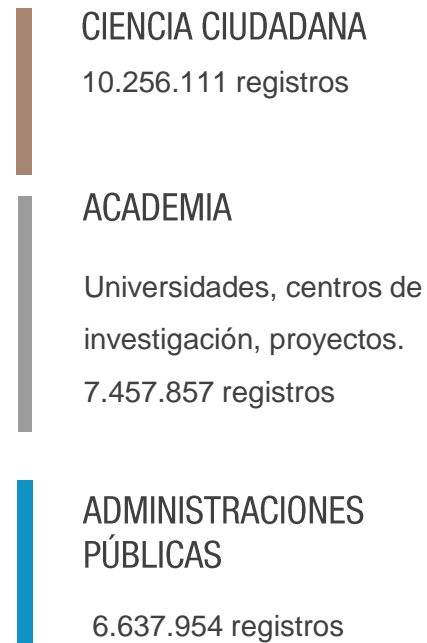 CIENCIA CIUDADANA
10.256.111 registros
ACADEMIA
Universidades, centros de
investigación, proyectos.
7.457.857 registros
ADMINISTRACIONES
PÚBLICAS
6.637.954 registros